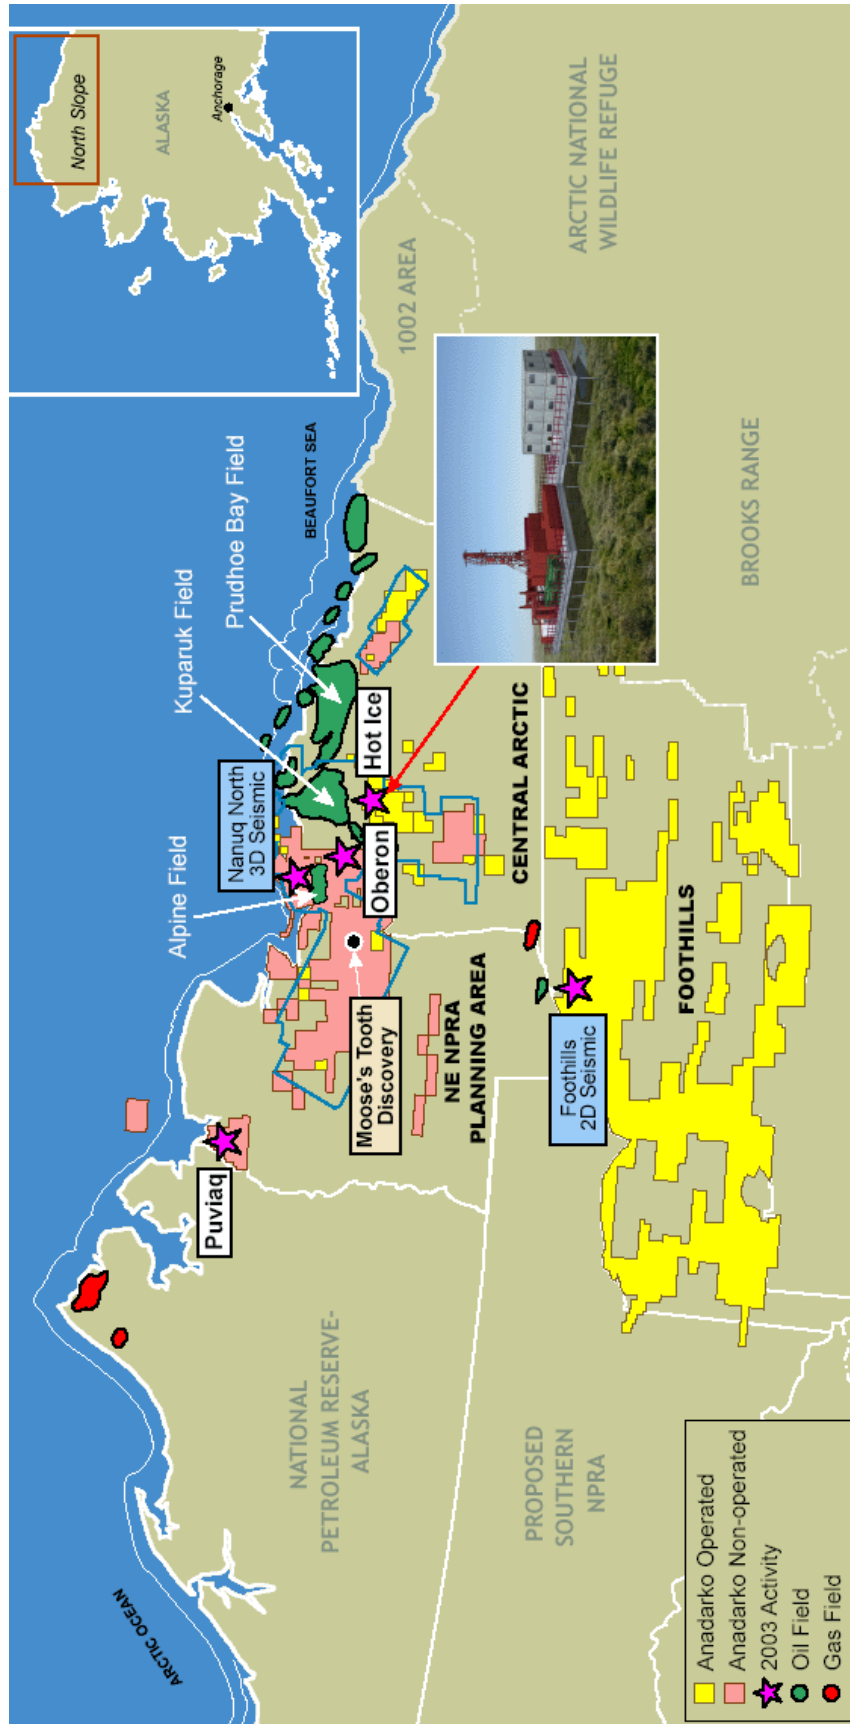 North Slope
ALASKA
Anchorage
ARCTIC OCEAN
BEAUFORT SEA
Alpine Field
Kuparuk Field
Prudhoe Bay Field
Nanuq North
3D Seismic
Puviaq
Hot Ice
Oberon
Moose's Tooth
Discovery
NE NPRA
PLANNING AREA
CENTRAL ARCTIC
1002 AREA
ARCTIC NATIONAL
WILDLIFE REFUGE
NATIONAL
PETROLEUM RESERVE-
ALASKA
PROPOSED
SOUTHERN
NPRA
Foothills
2D Seismic
FOOTHILLS
BROOKS RANGE
Anadarko Operated
Anadarko Non-operated
2003 Activity
Oil Field
Gas Field